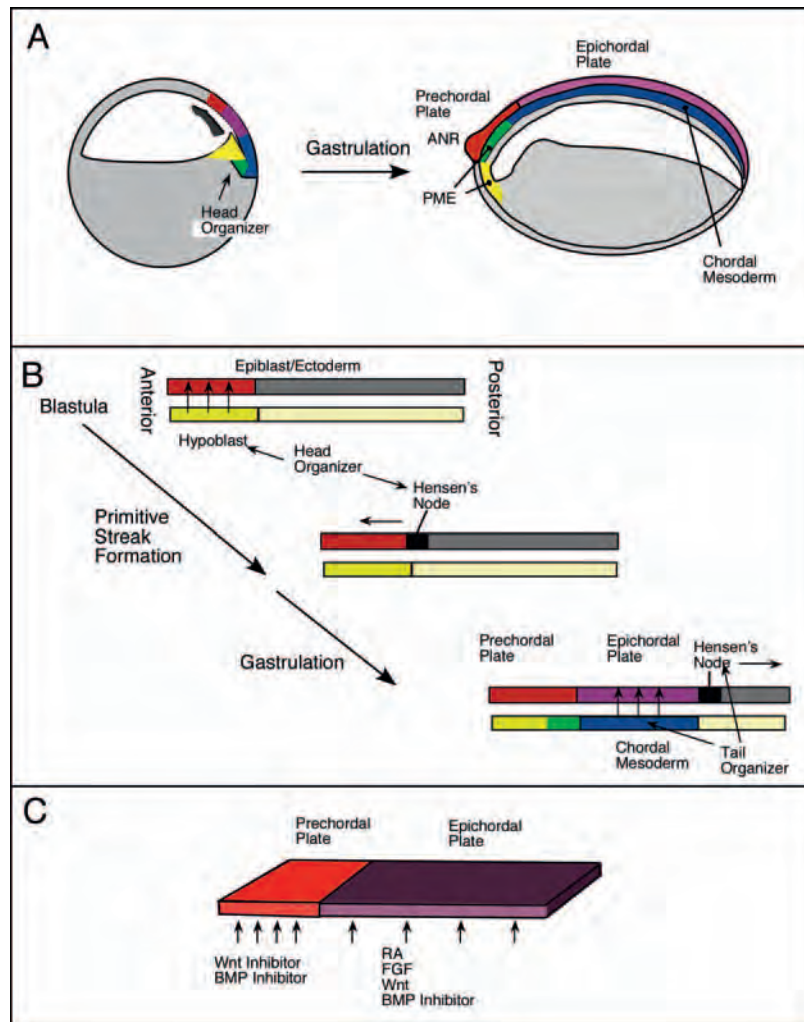 A
Head
Organizer
Gastrulation
Epichordal
Plate
Prechordal
Plate
ANR
PME
Chordal
Mesoderm
B
Blastula
Anterior
Epiblast/Ectoderm
Posterior
Hypoblast
Head
Organizer
Hensen's
Node
Primitive
Streak
Formation
Gastrulation
Prechordal
Plate
Epichordal
Plate
Hensen's
Node
Chordal
Mesoderm
Tail
Organizer
C
Prechordal
Plate
Epichordal
Plate
Wnt Inhibitor
BMP Inhibitor
RA
FGF
Wnt
BMP Inhibitor